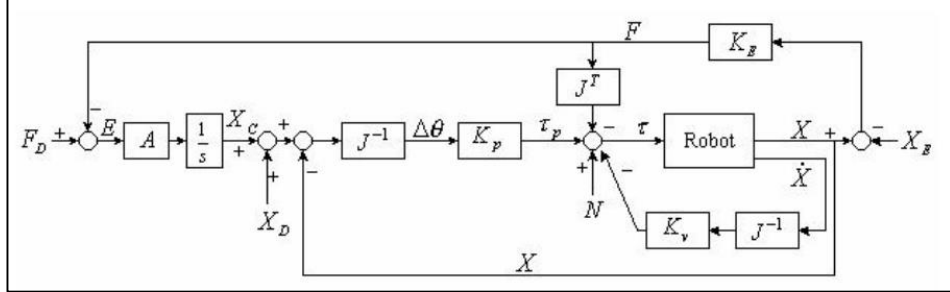 F
K_E
J^T
F_D + − E A 1/s X_C + + − J^{-1} Δθ K_p τ_p + − τ Robot X + − X_E
Ẋ
+ X_D
+ N
−
K_v J^{-1}
X